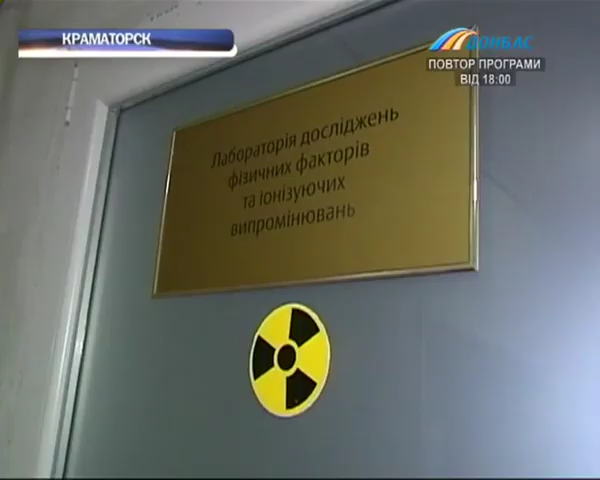 КРАМАТОРСК
ДОНБАС
ПОВТОР ПРОГРАМИ
ВІД 18:00
Лабораторія досліджень
фізичних факторів
та іонізуючих
випромінювань